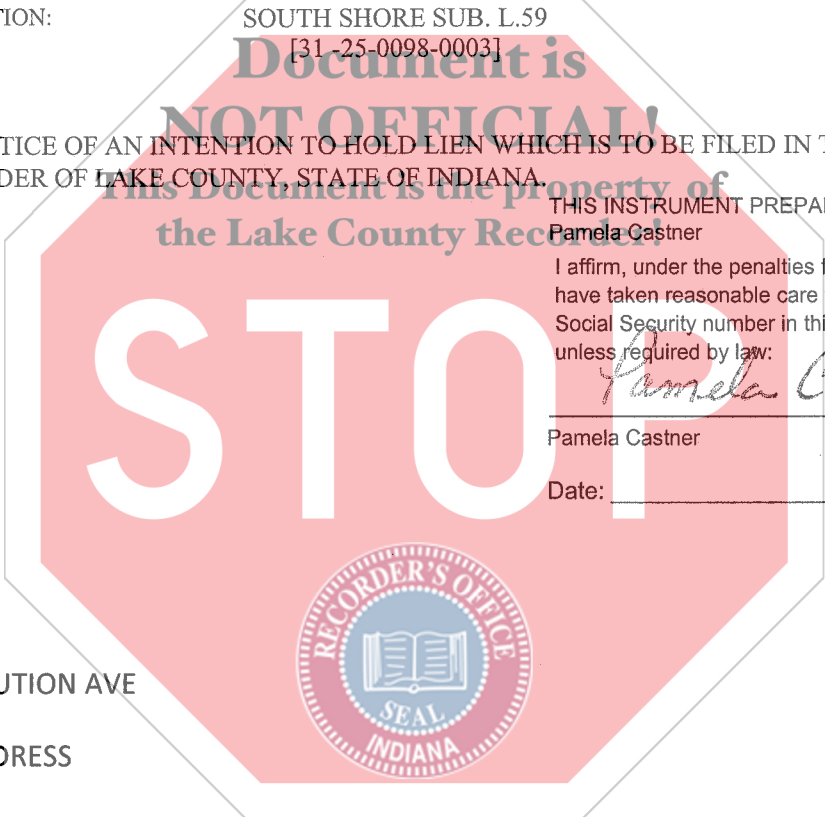 TION: SOUTH SHORE SUB. L.59
[31 -25-0098-0003]
Document is
NOT OFFICIAL!
TICE OF AN INTENTION TO HOLD LIEN WHICH IS TO BE FILED IN T
DER OF LAKE COUNTY, STATE OF INDIANA.
This Document is the property of
the Lake County Recorder!
THIS INSTRUMENT PREPA
Pamela Castner
I affirm, under the penalties f
have taken reasonable care
Social Security number in thi
unless required by law:
Pamela C
Pamela Castner
Date:
STOP
RECORDER'S OFFICE
SEAL
INDIANA
UTION AVE
DRESS